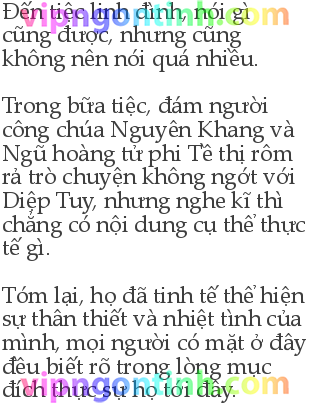 Đến tiệc linh đình, nói gì
cũng được, nhưng cũng
không nên nói quá nhiều.
Trong bữa tiệc, đám người
công chúa Nguyên Khang và
Ngũ hoàng tử phi Tề thị rôm
rả trò chuyện không ngớt với
Diệp Tuy, nhưng nghe kĩ thì
chẳng có nội dung cụ thể thực
tế gì.
Tóm lại, họ đã tinh tế thể hiện
sự thân thiết và nhiệt tình của
mình, mọi người có mặt ở đây
đều biết rõ trong lòng mục
đích thực sự họ tới đây.
vipngontinh.com
vipngontinh.com